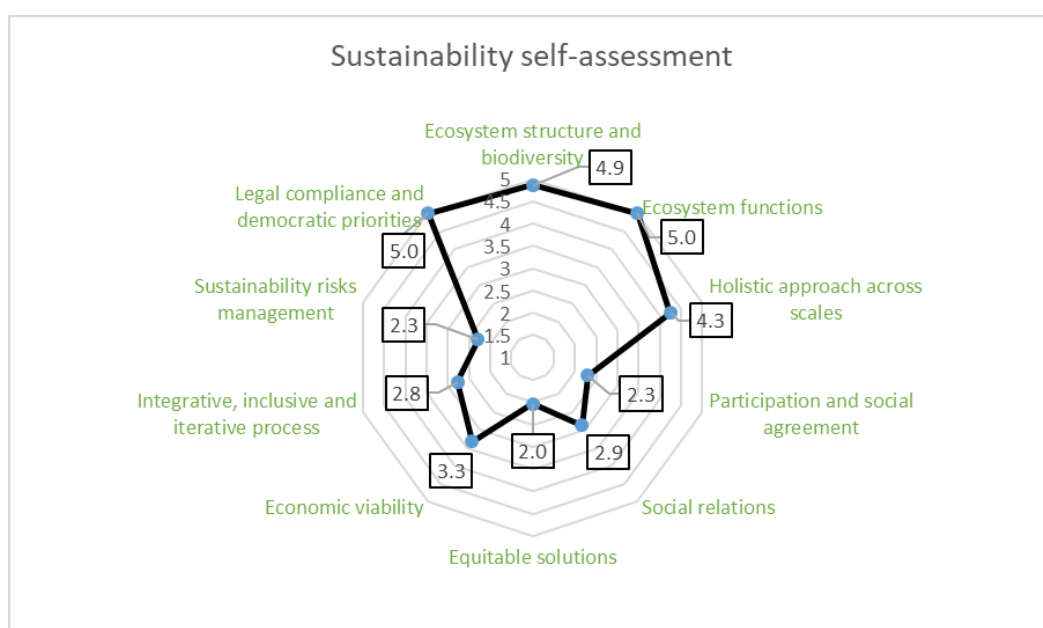 Sustainability self-assessment
Ecosystem structure and
biodiversity
4.9
Legal compliance and
democratic priorities
5.0
Ecosystem functions
5.0
Sustainability risks
management
2.3
Holistic approach across
scales
4.3
Integrative, inclusive and
iterative process
2.8
Participation and social
agreement
2.3
Economic viability
3.3
Social relations
2.9
Equitable solutions
2.0
5
4.5
4
3.5
3
2.5
2
1.5
1